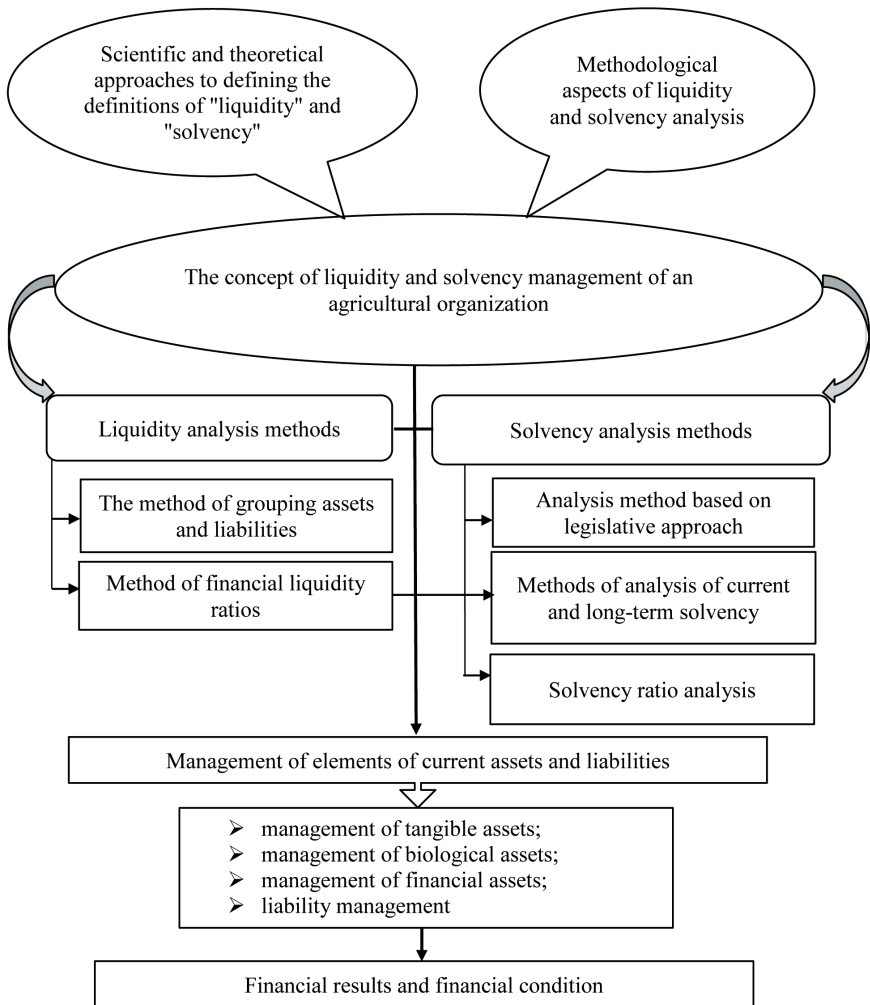 Scientific and theoretical
approaches to defining the
definitions of "liquidity" and
"solvency"
Methodological
aspects of liquidity
and solvency analysis
The concept of liquidity and solvency management of an
agricultural organization
Liquidity analysis methods
Solvency analysis methods
The method of grouping assets
and liabilities
Method of financial liquidity
ratios
Analysis method based on
legislative approach
Methods of analysis of current
and long-term solvency
Solvency ratio analysis
Management of elements of current assets and liabilities
➢ management of tangible assets;
➢ management of biological assets;
➢ management of financial assets;
➢ liability management
Financial results and financial condition